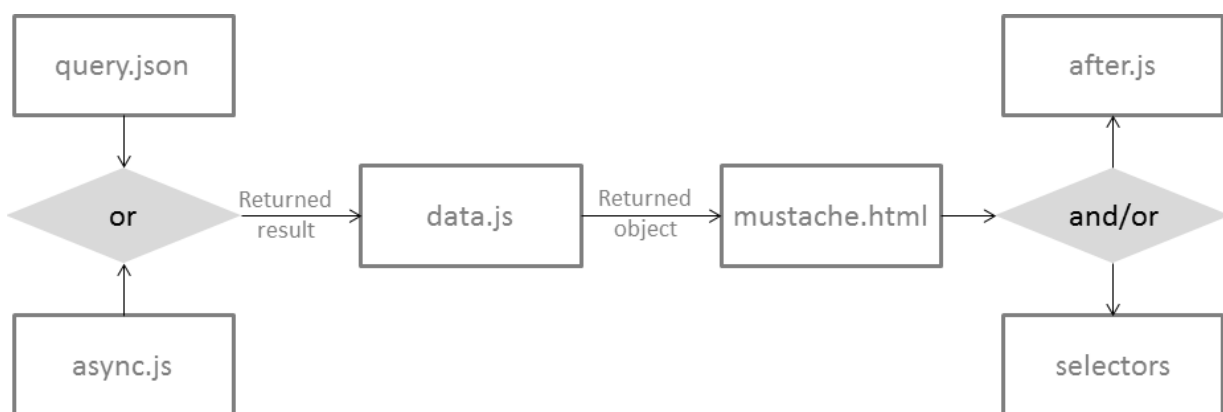 query.json
after.js
or
Returned
result
data.js
Returned
object
mustache.html
and/or
async.js
selectors